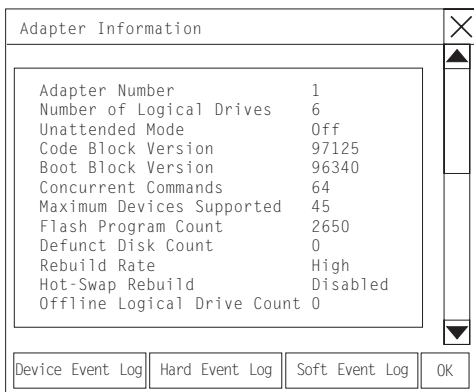 Adapter Information
Adapter Number 1
Number of Logical Drives 6
Unattended Mode Off
Code Block Version 97125
Boot Block Version 96340
Concurrent Commands 64
Maximum Devices Supported 45
Flash Program Count 2650
Defunct Disk Count 0
Rebuild Rate High
Hot-Swap Rebuild Disabled
Offline Logical Drive Count 0
Device Event Log Hard Event Log Soft Event Log OK